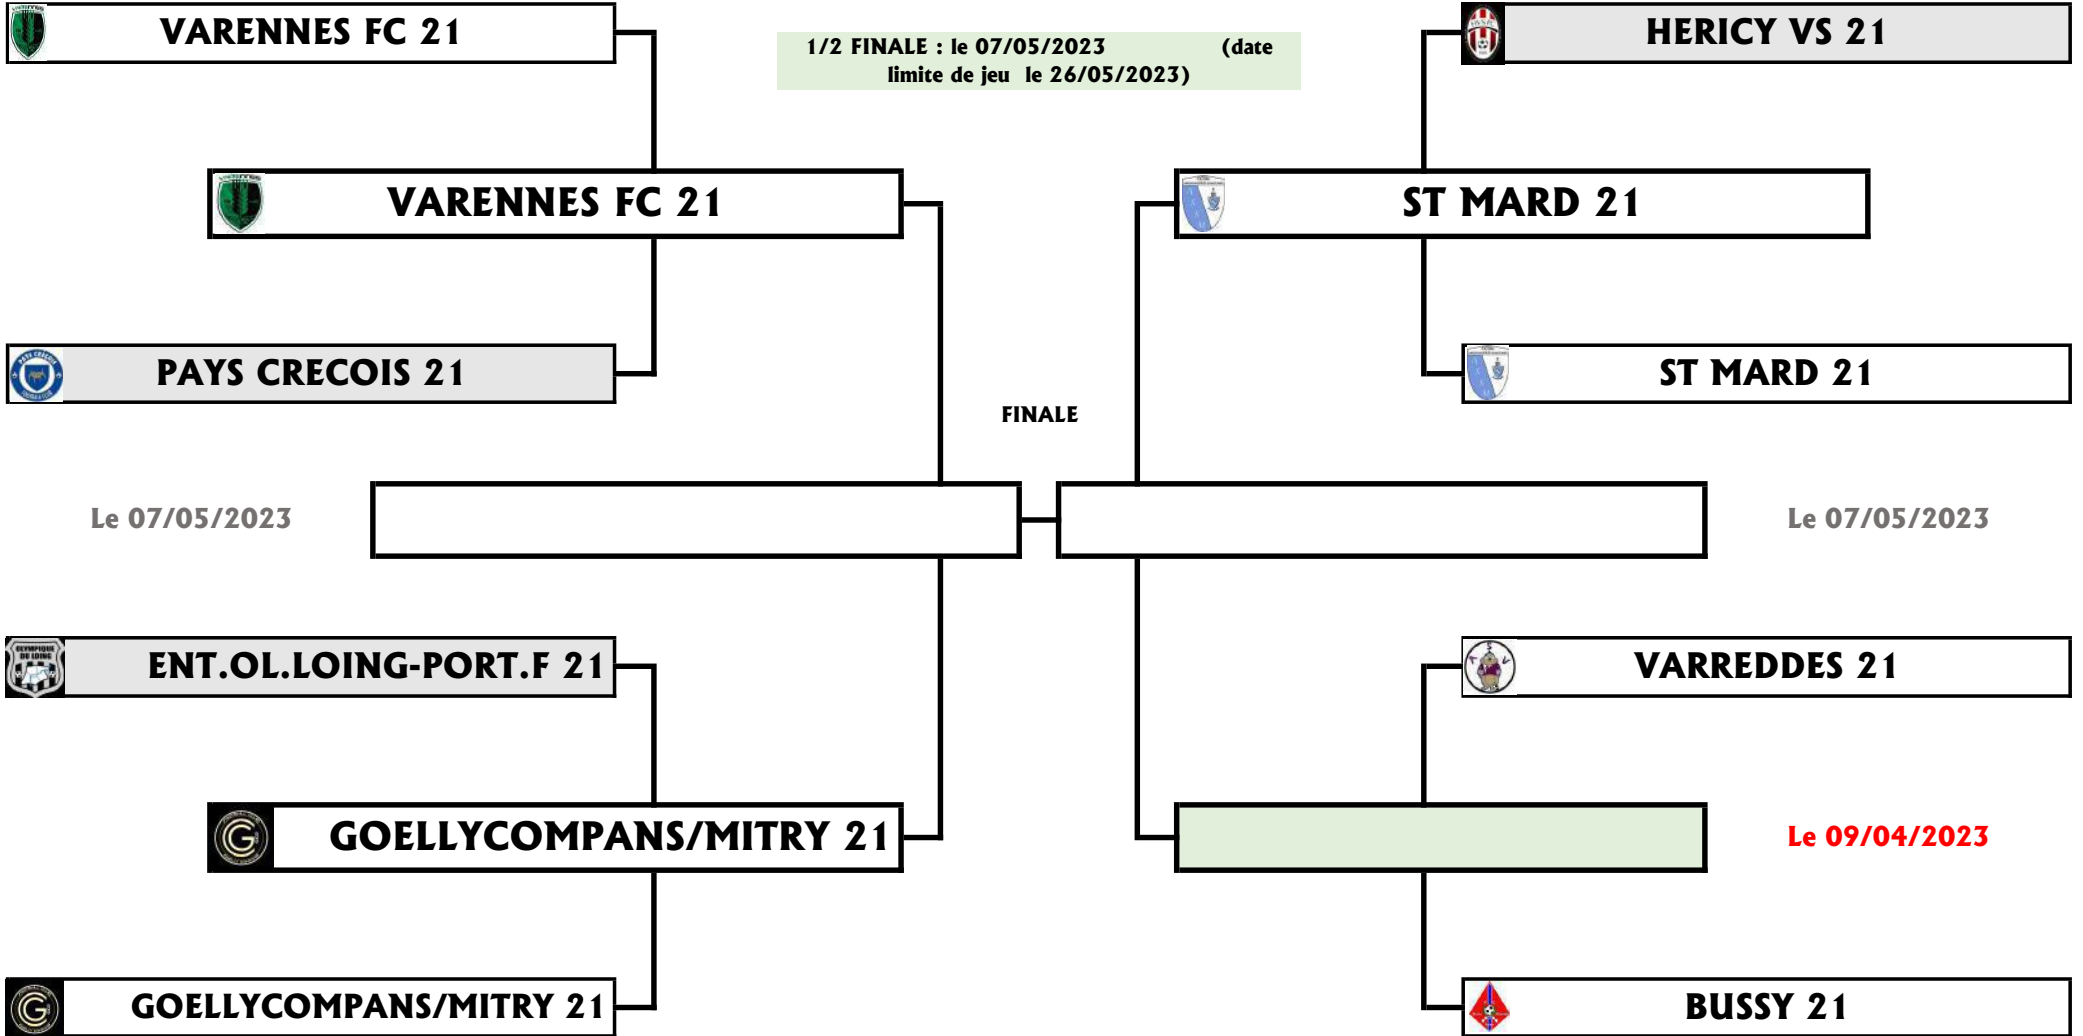 VARENNES FC 21
HERICY VS 21
1/2 FINALE : le 07/05/2023 (date
limite de jeu le 26/05/2023)
VARENNES FC 21
ST MARD 21
PAYS CRECOIS 21
ST MARD 21
FINALE
Le 07/05/2023
Le 07/05/2023
OLYMPIQUE
DU LOING
ENT.OL.LOING-PORT.F 21
VARREDDES 21
GOELLYCOMPANS/MITRY 21
Le 09/04/2023
GOELLYCOMPANS/MITRY 21
BUSSY 21